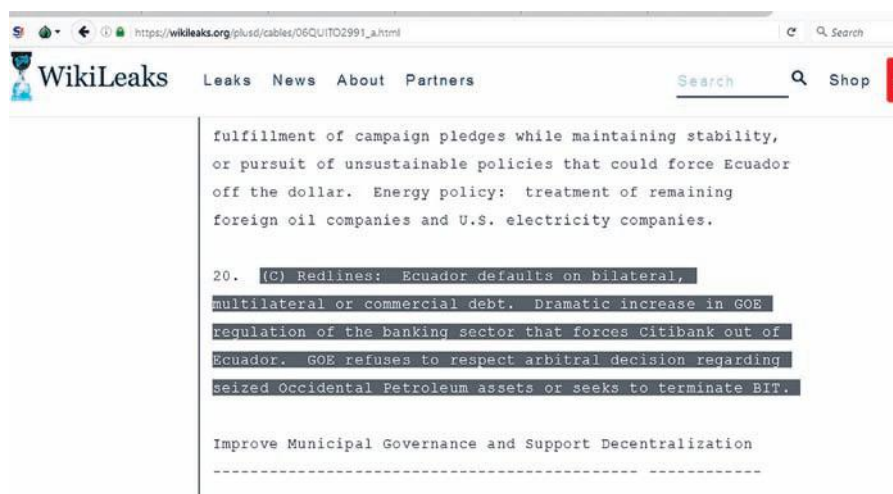 https://wikileaks.org/plusd/cables/06QUITO2991_a.html
Search
WikiLeaks
Leaks News About Partners
Search
Shop
fulfillment of campaign pledges while maintaining stability,
or pursuit of unsustainable policies that could force Ecuador
off the dollar. Energy policy: treatment of remaining
foreign oil companies and U.S. electricity companies.
20. (C) Redlines: Ecuador defaults on bilateral,
multilateral or commercial debt. Dramatic increase in GOE
regulation of the banking sector that forces Citibank out of
Ecuador. GOE refuses to respect arbitral decision regarding
seized Occidental Petroleum assets or seeks to terminate BIT.
Improve Municipal Governance and Support Decentralization
--------------------------------------------- ------------